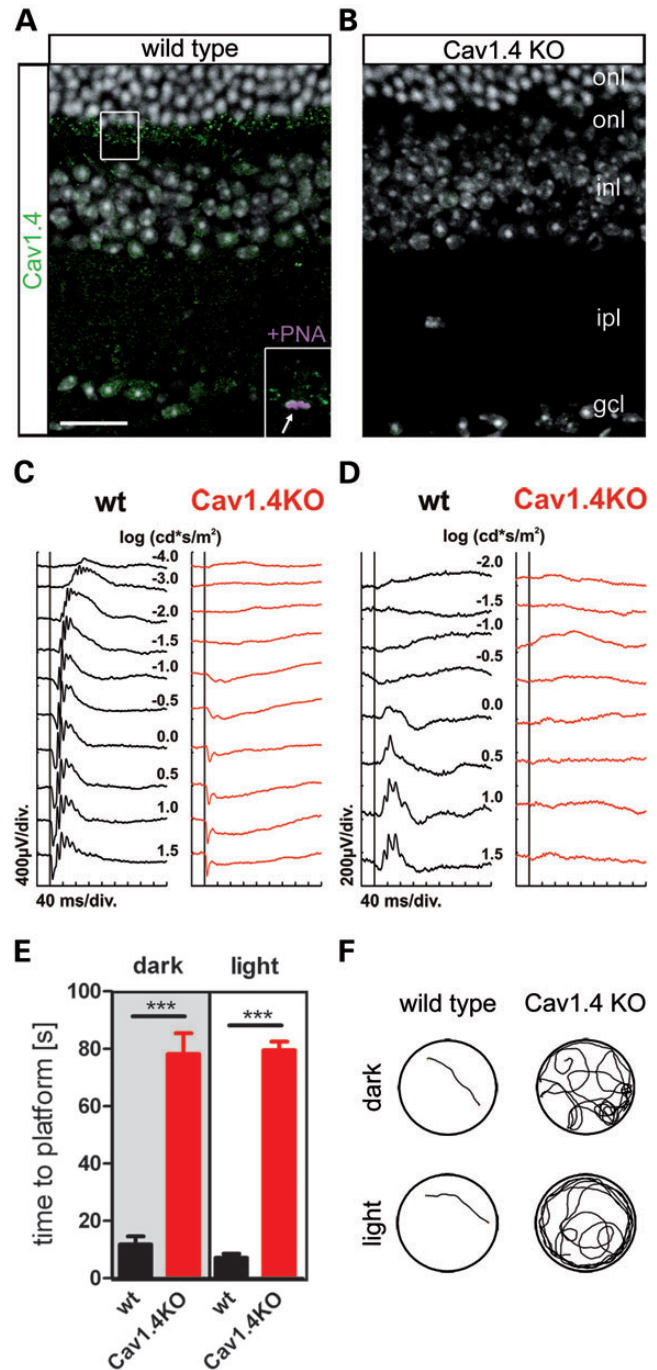 A
B
wild type
Cav1.4 KO
Cav1.4
+PNA
onl
onl
inl
ipl
gcl
C
D
wt
Cav1.4KO
log (cd*s/m²)
-4.0
-3.0
-2.0
-1.5
-1.0
-0.5
0.0
0.5
1.0
1.5
400µV/div.
40 ms/div.
wt
Cav1.4KO
log (cd*s/m²)
-2.0
-1.5
-1.0
-0.5
0.0
0.5
1.0
1.5
200µV/div.
40 ms/div.
E
F
dark
light
time to platform [s]
100
80
60
40
20
0
***
***
wt
Cav1.4KO
wt
Cav1.4KO
wild type
Cav1.4 KO
dark
light